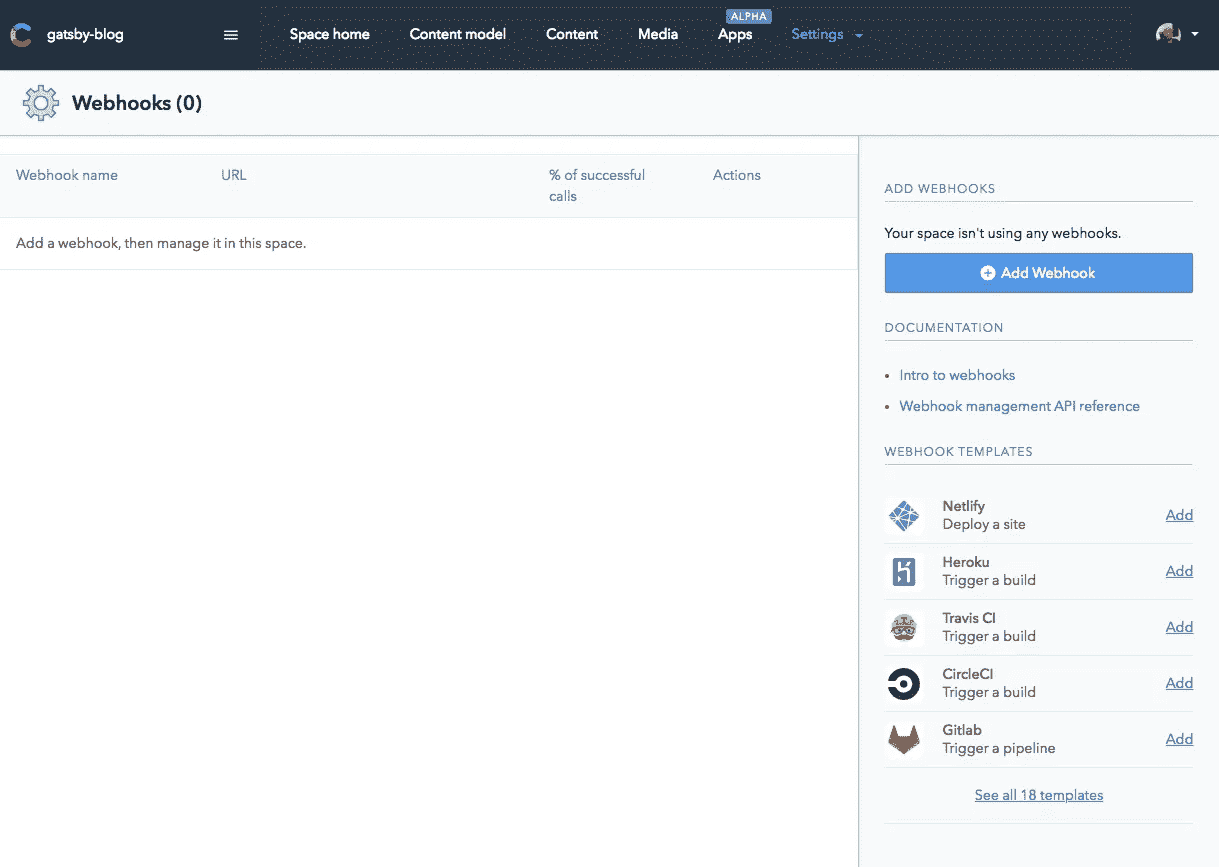 gatsby-blog
Space home
Content model
Content
Media
ALPHA
Apps
Settings
Webhooks (0)
Webhook name
URL
% of successful
calls
Actions
Add a webhook, then manage it in this space.
ADD WEBHOOKS
Your space isn't using any webhooks.
Add Webhook
DOCUMENTATION
Intro to webhooks
Webhook management API reference
WEBHOOK TEMPLATES
Netlify
Deploy a site
Add
Heroku
Trigger a build
Add
Travis CI
Trigger a build
Add
CircleCI
Trigger a build
Add
Gitlab
Trigger a pipeline
Add
See all 18 templates